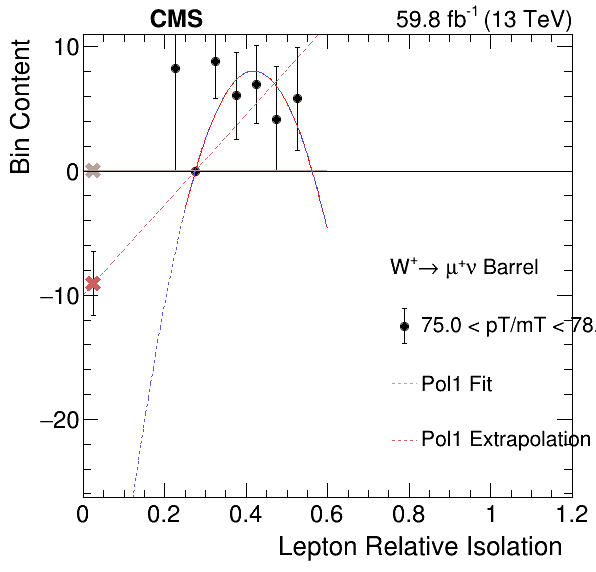 CMS 59.8 fb⁻¹ (13 TeV)
Bin Content
10
0
−10
−20
W⁺→ μ⁺ν Barrel
75.0 < pT/mT < 78.
Pol1 Fit
Pol1 Extrapolation
0 0.2 0.4 0.6 0.8 1 1.2
Lepton Relative Isolation